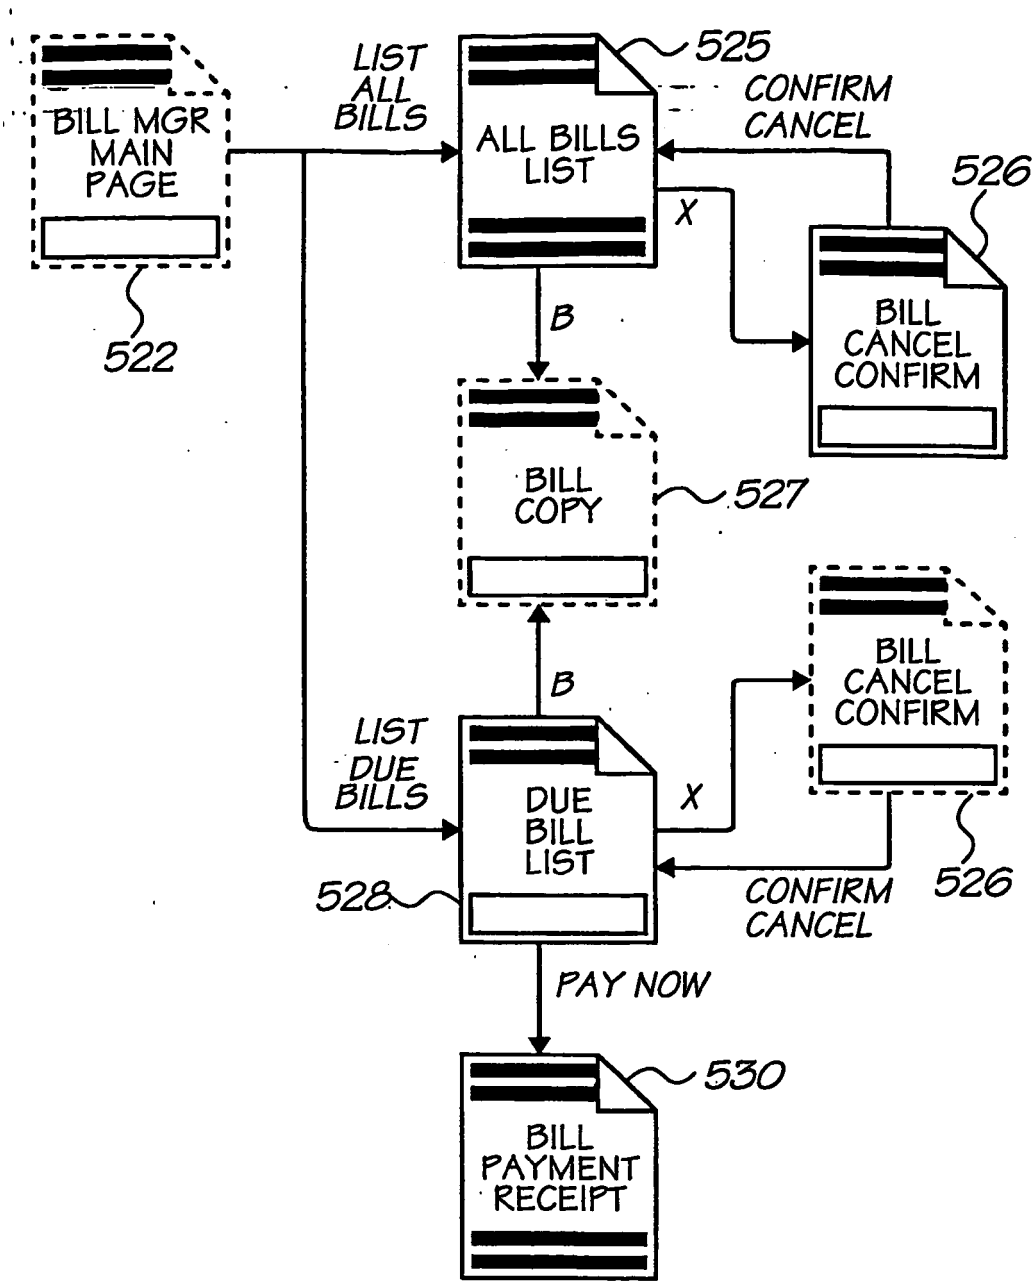 BILL MGR
MAIN
PAGE
522
LIST
ALL
BILLS
525
ALL BILLS
LIST
CONFIRM
CANCEL
X
526
BILL
CANCEL
CONFIRM
B
BILL
COPY
527
B
LIST
DUE
BILLS
DUE
BILL
LIST
528
X
BILL
CANCEL
CONFIRM
526
CONFIRM
CANCEL
PAY NOW
530
BILL
PAYMENT
RECEIPT